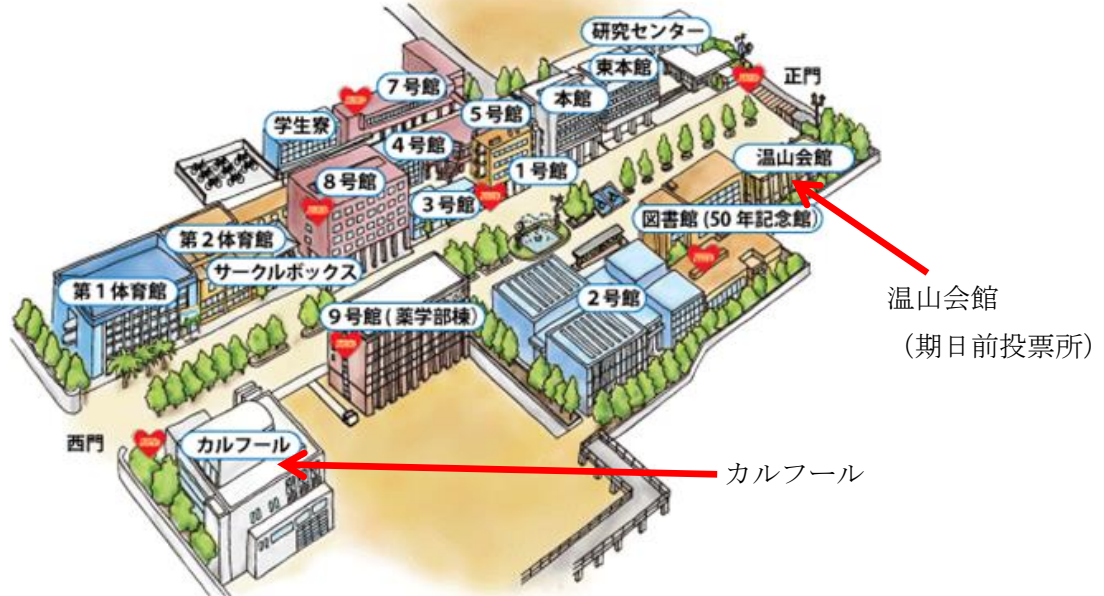 研究センター
東本館
正門
7号館
本館
5号館
学生寮
4号館
温山会館
1号館
8号館
3号館
図書館(50年記念館)
第2体育館
サークルボックス
第1体育館
2号館
温山会館
(期日前投票所)
9号館(薬学部棟)
西門
カルフール
カルフール